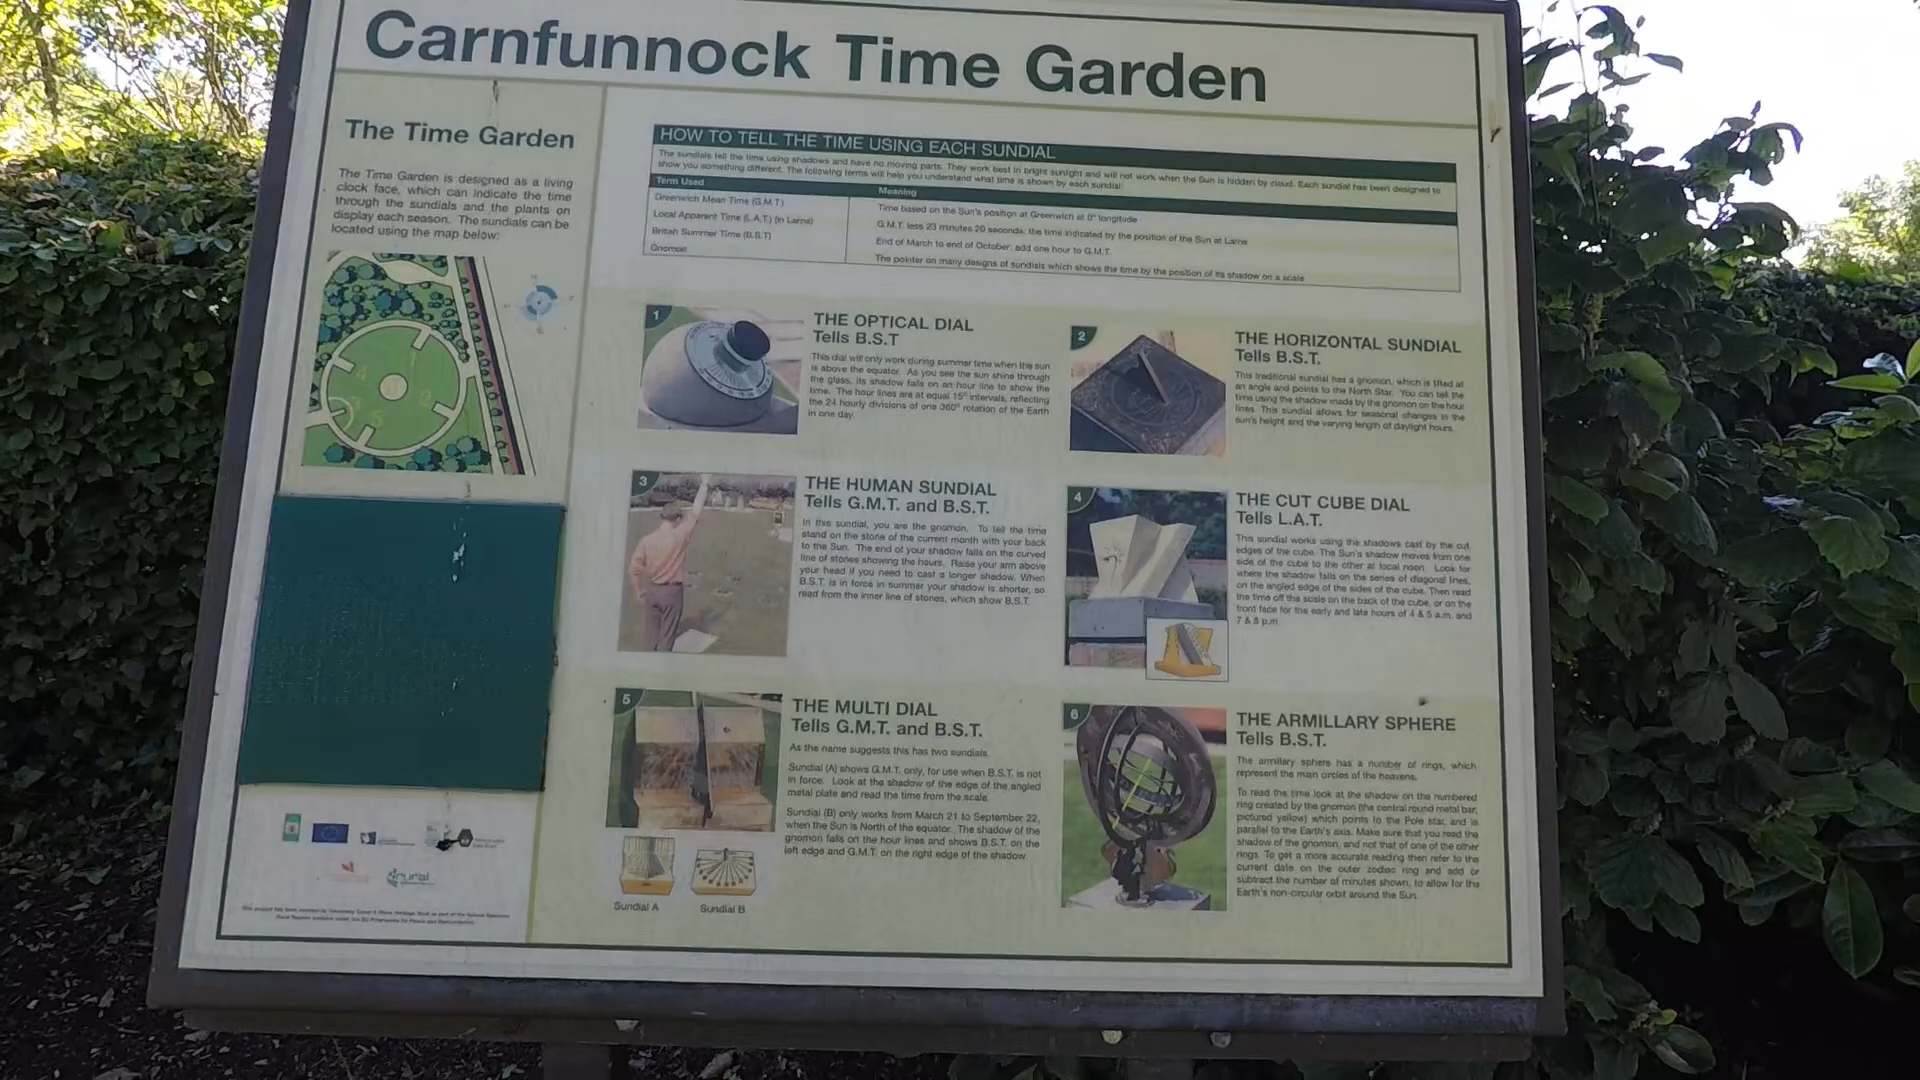 Carnfunnock Time Garden
The Time Garden
The Time Garden is designed as a living
clock face, which can indicate the time
through the sundials and the plants on
display each season. The sundials can be
located using the map below:
HOW TO TELL THE TIME USING EACH SUNDIAL
The sundials tell the time using shadows and have no moving parts. They work best in bright sunlight and will not work when the Sun is hidden by cloud. Each sundial has been designed to
show you something different. The following terms will help you understand what time is shown by each sundial:
Term Used Meaning
Greenwich Mean Time (G.M.T.) Time based on the Sun's position at Greenwich at 0° longitude
Local Apparent Time (L.A.T.) (in Larne) G.M.T. less 23 minutes 20 seconds: the time indicated by the position of the Sun at Larne
British Summer Time (B.S.T) End of March to end of October: add one hour to G.M.T.
Gnomon The pointer on many designs of sundials which shows the time by the position of its shadow on a scale
1
THE OPTICAL DIAL
Tells B.S.T
This dial will only work during summer time when the sun
is above the equator. As you see the sun shine through
the glass, its shadow falls on an hour line to show the
time. The hour lines are at equal 15° intervals, reflecting
the 24 hourly divisions of one 360° rotation of the Earth
in one day.
2
THE HORIZONTAL SUNDIAL
Tells B.S.T.
This traditional sundial has a gnomon, which is tilted at
an angle and points to the North Star. You can tell the
time using the shadow made by the gnomon on the hour
lines. This sundial allows for seasonal changes in the
sun's height and the varying length of daylight hours.
3
THE HUMAN SUNDIAL
Tells G.M.T. and B.S.T.
In this sundial, you are the gnomon. To tell the time
stand on the stone of the current month with your back
to the Sun. The end of your shadow falls on the curved
line of stones showing the hours. Raise your arm above
your head if you need to cast a longer shadow. When
B.S.T. is in force in summer your shadow is shorter, so
read from the inner line of stones, which show B.S.T.
4
THE CUT CUBE DIAL
Tells L.A.T.
This sundial works using the shadows cast by the cut
edges of the cube. The Sun's shadow moves from one
side of the cube to the other at local noon. Look for
where the shadow falls on the series of diagonal lines,
on the angled edge of the sides of the cube. Then read
the time off the scale on the back of the cube, or on the
front face for the early and late hours of 4 & 5 a.m. and
7 & 8 p.m.
5
THE MULTI DIAL
Tells G.M.T. and B.S.T.
As the name suggests this has two sundials.
Sundial (A) shows G.M.T. only, for use when B.S.T. is not
in force. Look at the shadow of the edge of the angled
metal plate and read the time from the scale.
Sundial (B) only works from March 21 to September 22,
when the Sun is North of the equator. The shadow of the
gnomon falls on the hour lines and shows B.S.T. on the
left edge and G.M.T. on the right edge of the shadow.
Sundial A Sundial B
6
THE ARMILLARY SPHERE
Tells B.S.T.
The armillary sphere has a number of rings, which
represent the main circles of the heavens.
To read the time look at the shadow on the numbered
ring created by the gnomon (the central round metal bar,
pictured yellow) which points to the Pole star, and is
parallel to the Earth's axis. Make sure that you read the
shadow of the gnomon, and not that of one of the other
rings. To get a more accurate reading then refer to the
current date on the outer zodiac ring and add or
subtract the number of minutes shown, to allow for the
Earth's non-circular orbit around the Sun.
rural